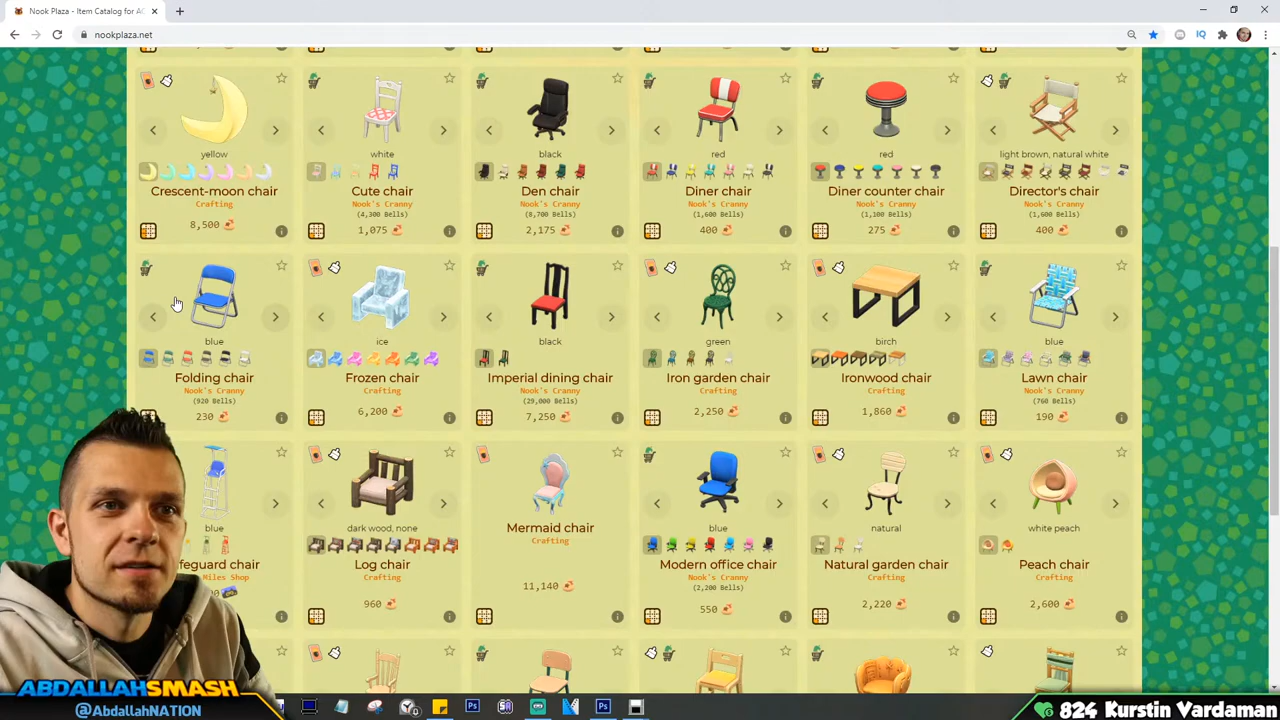 Nook Plaza - Item Catalog for AC
nookplaza.net
yellow
white
black
red
red
light brown, natural white
Crescent-moon chair
Cute chair
Den chair
Diner chair
Diner counter chair
Director's chair
Crafting
Nook's Cranny
Nook's Cranny
Nook's Cranny
Nook's Cranny
Nook's Cranny
(4,300 Bells)
(8,700 Bells)
(1,600 Bells)
(1,100 Bells)
(1,600 Bells)
8,500
1,075
2,175
400
275
400
blue
ice
black
green
birch
blue
Folding chair
Frozen chair
Imperial dining chair
Iron garden chair
Ironwood chair
Lawn chair
Nook's Cranny
Crafting
Nook's Cranny
Crafting
Crafting
Nook's Cranny
(920 Bells)
(29,000 Bells)
(760 Bells)
230
6,200
7,250
2,250
1,860
190
blue
dark wood, none
Mermaid chair
blue
natural
white peach
feguard chair
Log chair
Crafting
Modern office chair
Natural garden chair
Peach chair
Miles Shop
Crafting
Nook's Cranny
Crafting
Crafting
(2,200 Bells)
960
11,140
550
2,220
2,600
ABDALLAHSMASH
@AbdallahNATION
824 Kurstin Vardaman